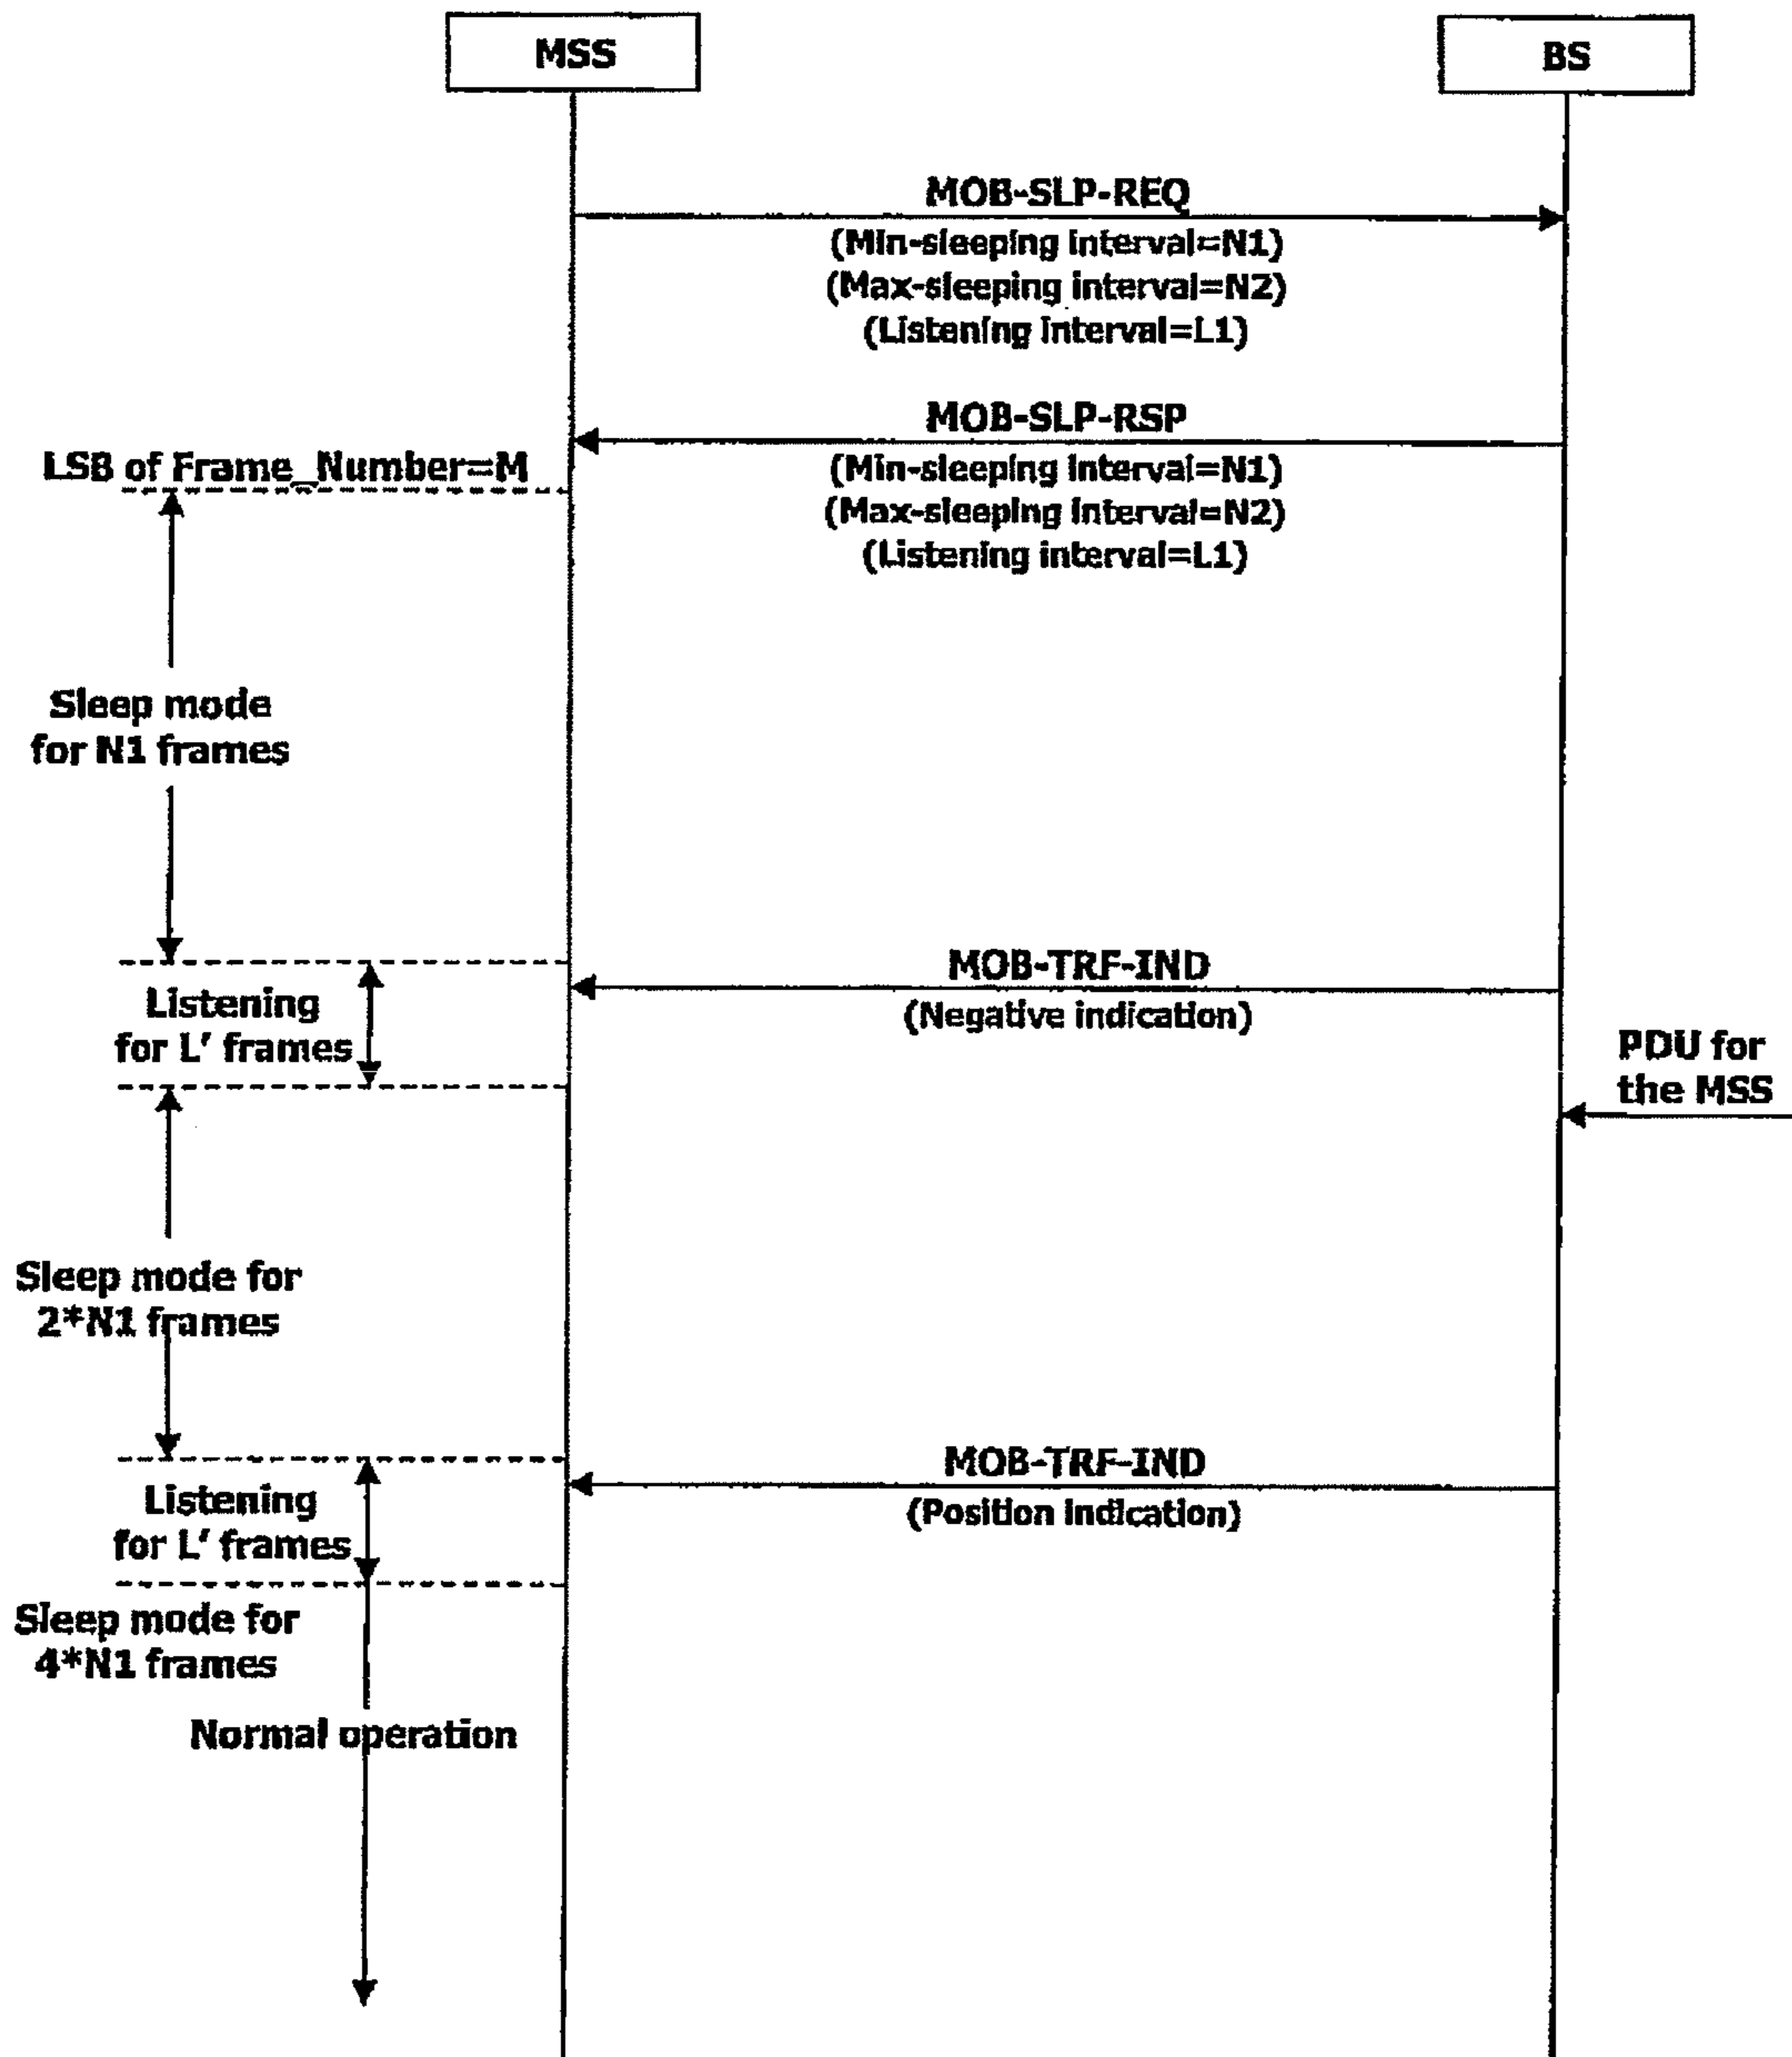 MSS
BS
MOB-SLP-REQ
(Min-sleeping interval=N1)
(Max-sleeping interval=N2)
(Listening interval=L1)
MOB-SLP-RSP
(Min-sleeping interval=N1)
(Max-sleeping interval=N2)
(Listening interval=L1)
LSB of Frame_Number=M
Sleep mode
for N1 frames
MOB-TRF-IND
(Negative indication)
Listening
for L' frames
PDU for
the MSS
Sleep mode for
2*N1 frames
MOB-TRF-IND
(Position indication)
Listening
for L' frames
Sleep mode for
4*N1 frames
Normal operation